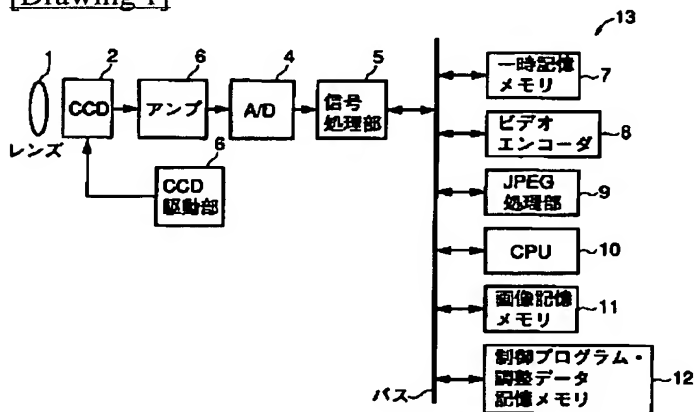 [Drawing 1]
13
1
2
6
4
5
CCD
アンプ
A/D
信号
処理部
レンズ
6
CCD
駆動部
一時記憶
メモリ
7
ビデオ
エンコーダ
8
JPEG
処理部
9
CPU
10
画像記憶
メモリ
11
制御プログラム・
調整データ
記憶メモリ
12
バス